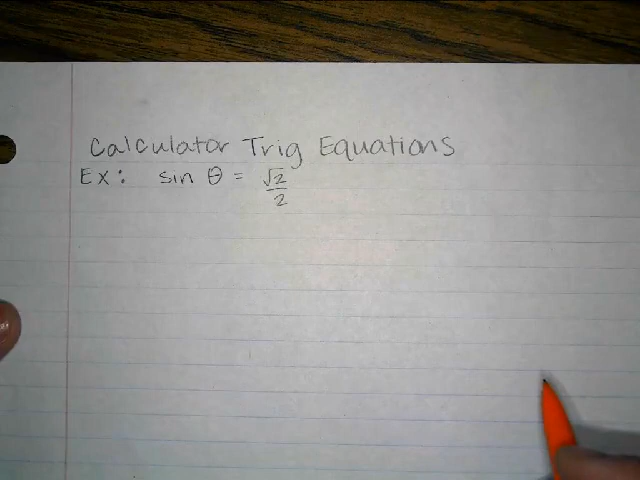 Calculator Trig Equations
Ex: sin θ = √2/2